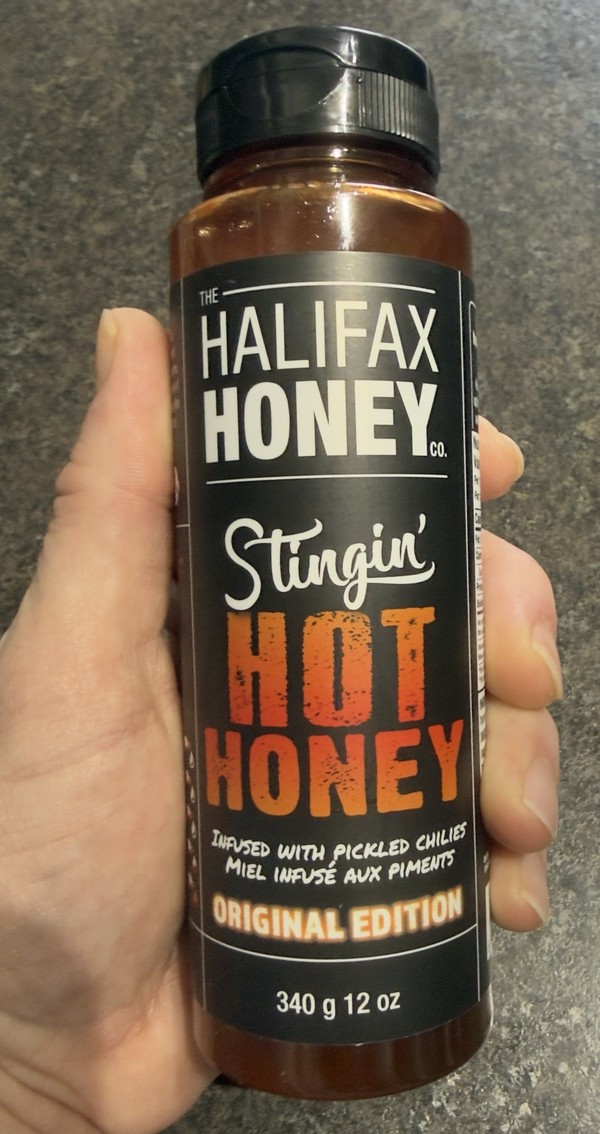 THE
HALIFAX
HONEY CO.
Stingin'
HOT
HONEY
INFUSED WITH PICKLED CHILIES
MIEL INFUSÉ AUX PIMENTS
ORIGINAL EDITION
340 g 12 oz